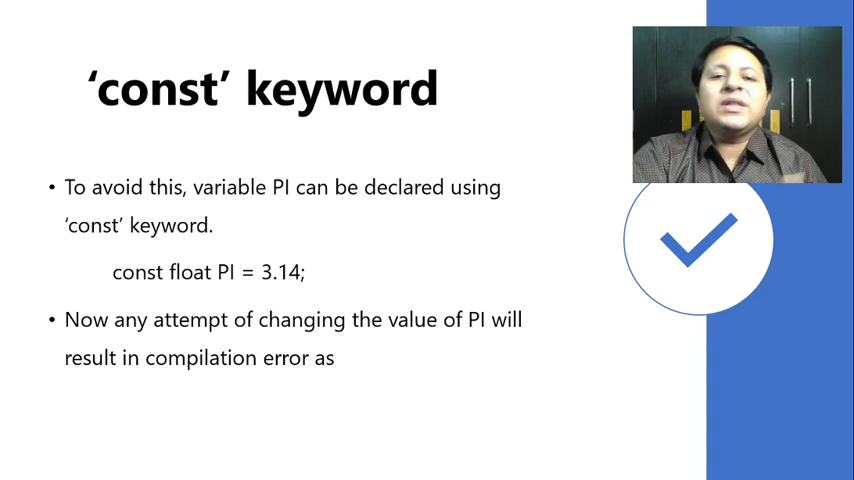 ‘const’ keyword
• To avoid this, variable PI can be declared using
‘const’ keyword.
const float PI = 3.14;
• Now any attempt of changing the value of PI will
result in compilation error as